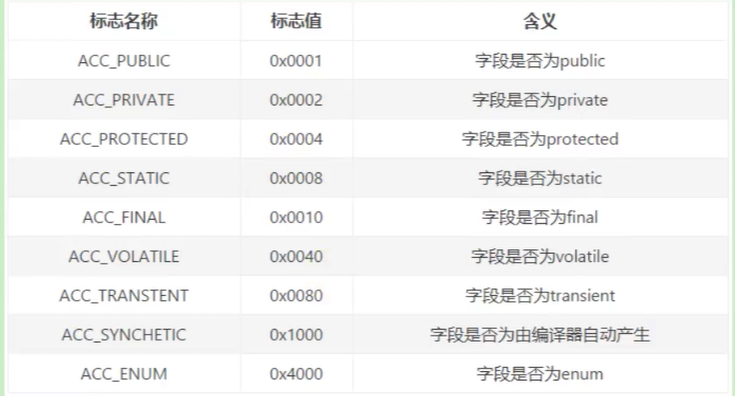 标志名称 标志值 含义
ACC_PUBLIC 0x0001 字段是否为public
ACC_PRIVATE 0x0002 字段是否为private
ACC_PROTECTED 0x0004 字段是否为protected
ACC_STATIC 0x0008 字段是否为static
ACC_FINAL 0x0010 字段是否为final
ACC_VOLATILE 0x0040 字段是否为volatile
ACC_TRANSTENT 0x0080 字段是否为transient
ACC_SYNCHETIC 0x1000 字段是否为由编译器自动产生
ACC_ENUM 0x4000 字段是否为enum